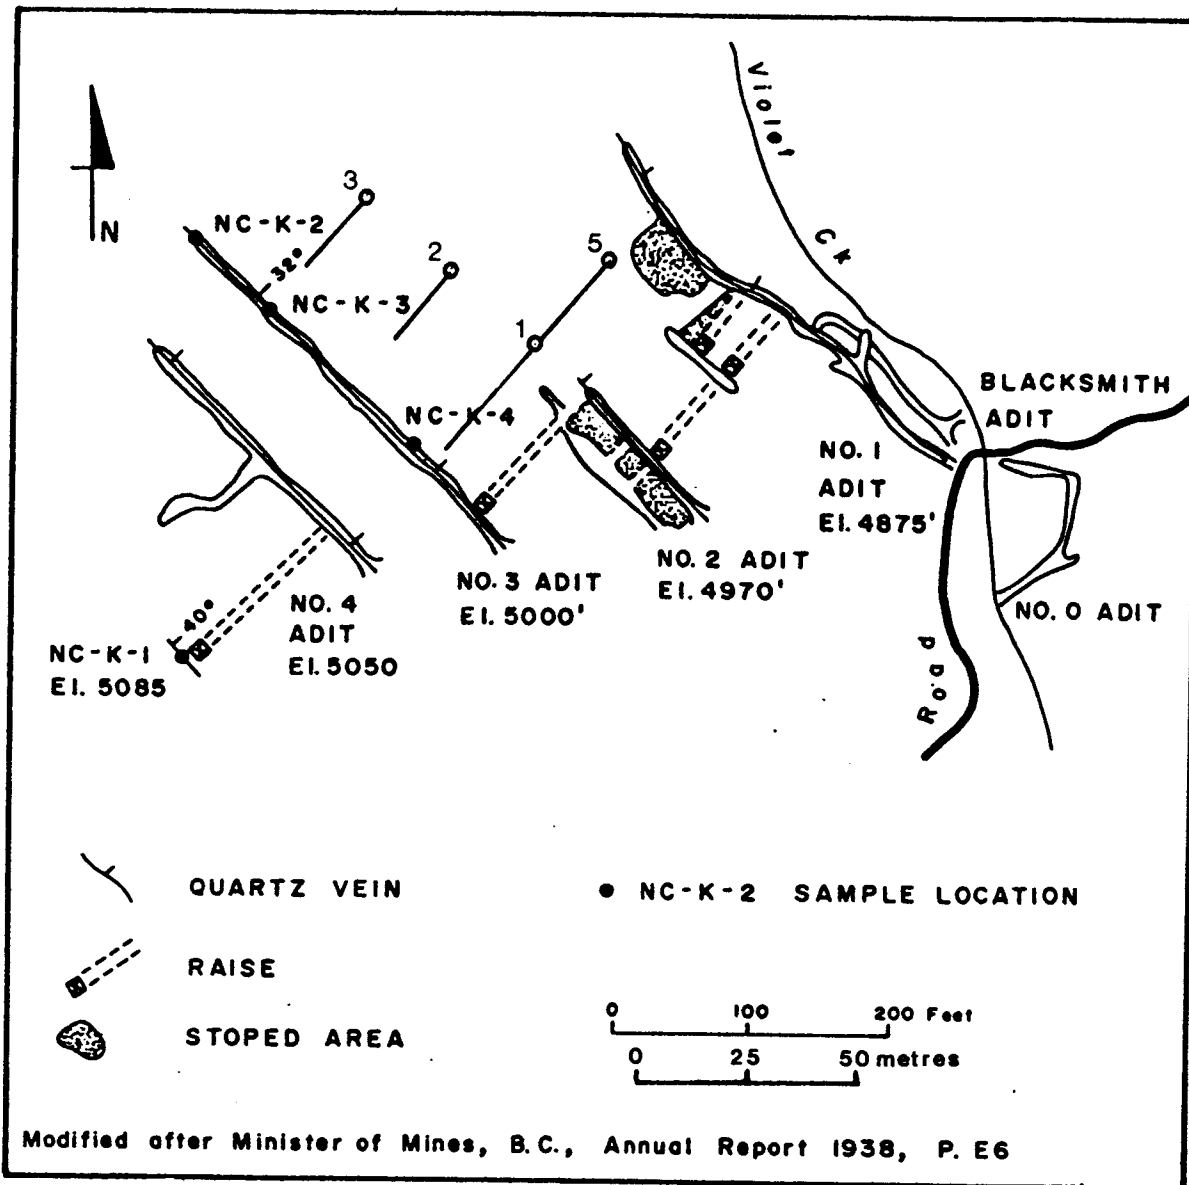 Violet Ck
N
3
NC-K-2
32°
2
5
NC-K-3
1
NC-K-4
BLACKSMITH
ADIT
NO. 1
ADIT
El. 4875'
NO. 2 ADIT
El. 4970'
NO. 3 ADIT
El. 5000'
NO. 4
ADIT
El. 5050
40°
NC-K-1
El. 5085
NO. 0 ADIT
Road
QUARTZ VEIN
NC-K-2 SAMPLE LOCATION
RAISE
STOPED AREA
0 100 200 Feet
0 25 50 metres
Modified after Minister of Mines, B.C., Annual Report 1938, P. E6